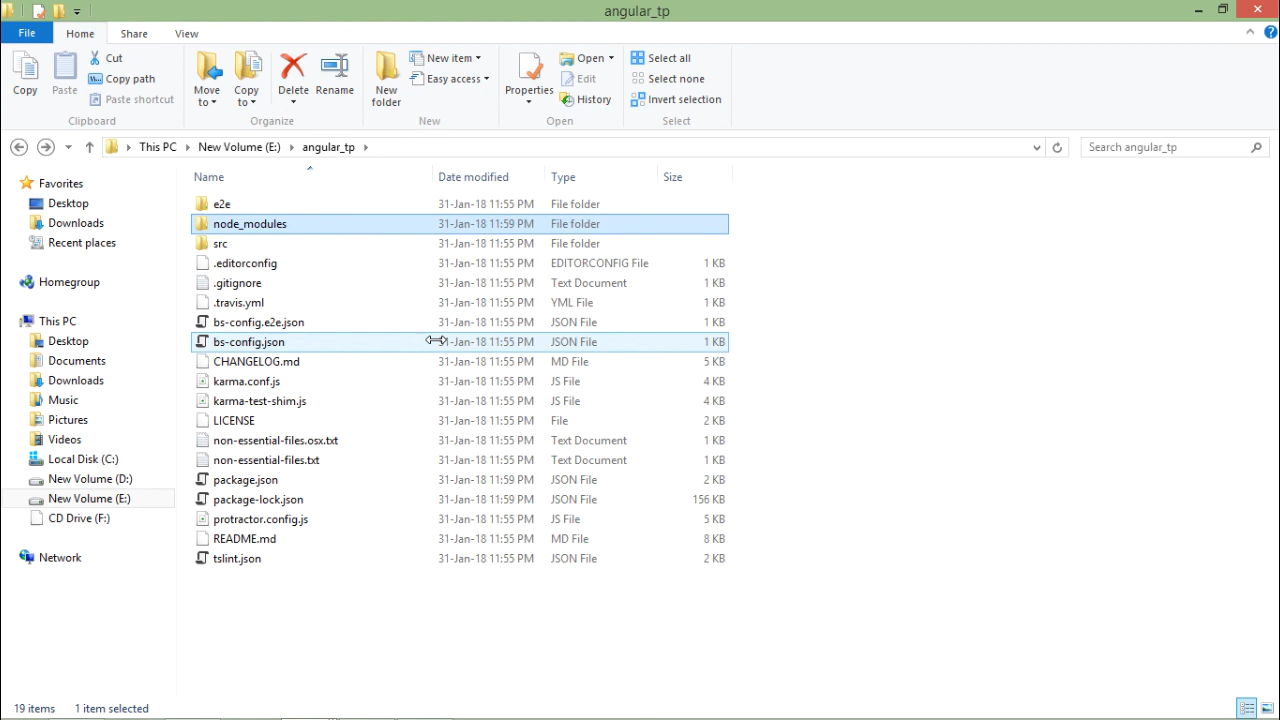 angular_tp
File Home Share View
Copy
Paste
Cut
Copy path
Paste shortcut
Clipboard
Move to
Copy to
Delete
Rename
Organize
New folder
New item
Easy access
New
Properties
Open
Edit
History
Open
Select all
Select none
Invert selection
Select
This PC New Volume (E:) angular_tp
Search angular_tp
Favorites
Desktop
Downloads
Recent places
Homegroup
This PC
Desktop
Documents
Downloads
Music
Pictures
Videos
Local Disk (C:)
New Volume (D:)
New Volume (E:)
CD Drive (F:)
Network
Name Date modified Type Size
e2e 31-Jan-18 11:55 PM File folder
node_modules 31-Jan-18 11:59 PM File folder
src 31-Jan-18 11:55 PM File folder
.editorconfig 31-Jan-18 11:55 PM EDITORCONFIG File 1 KB
.gitignore 31-Jan-18 11:55 PM Text Document 1 KB
.travis.yml 31-Jan-18 11:55 PM YML File 1 KB
bs-config.e2e.json 31-Jan-18 11:55 PM JSON File 1 KB
bs-config.json 31-Jan-18 11:55 PM JSON File 1 KB
CHANGELOG.md 31-Jan-18 11:55 PM MD File 5 KB
karma.conf.js 31-Jan-18 11:55 PM JS File 4 KB
karma-test-shim.js 31-Jan-18 11:55 PM JS File 4 KB
LICENSE 31-Jan-18 11:55 PM File 2 KB
non-essential-files.osx.txt 31-Jan-18 11:55 PM Text Document 1 KB
non-essential-files.txt 31-Jan-18 11:55 PM Text Document 1 KB
package.json 31-Jan-18 11:59 PM JSON File 2 KB
package-lock.json 31-Jan-18 11:59 PM JSON File 156 KB
protractor.config.js 31-Jan-18 11:55 PM JS File 5 KB
README.md 31-Jan-18 11:55 PM MD File 8 KB
tslint.json 31-Jan-18 11:55 PM JSON File 2 KB
19 items 1 item selected